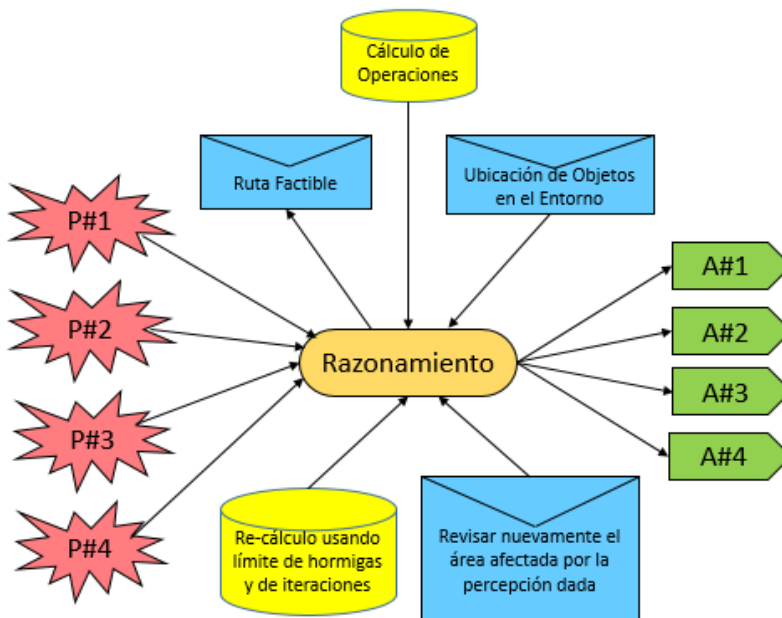 Cálculo de
Operaciones
Ruta Factible
Ubicación de Objetos
en el Entorno
P#1
P#2
P#3
P#4
Razonamiento
A#1
A#2
A#3
A#4
Re-cálculo usando
límite de hormigas
y de iteraciones
Revisar nuevamente el
área afectada por la
percepción dada